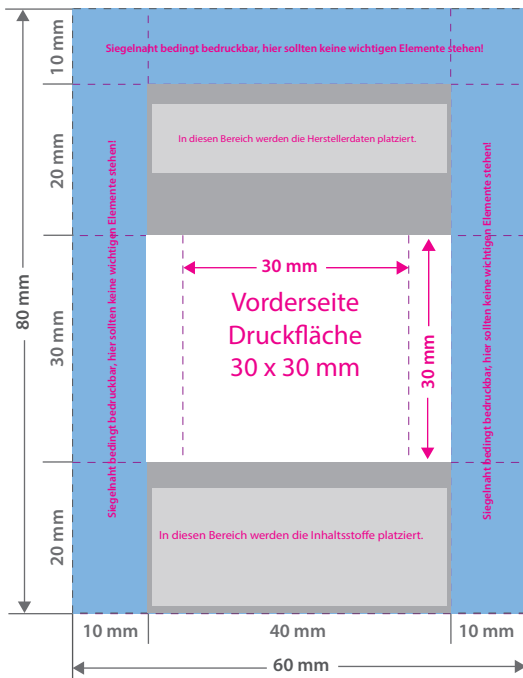 Siegelnaht bedingt bedruckbar, hier sollten keine wichtigen Elemente stehen!
10 mm
In diesen Bereich werden die Herstellerdaten platziert.
20 mm
Siegelnaht bedingt bedruckbar, hier sollten keine wichtigen Elemente stehen!
Siegelnaht bedingt bedruckbar, hier sollten keine wichtigen Elemente stehen!
80 mm
30 mm
30 mm
Vorderseite
Druckfläche
30 x 30 mm
30 mm
20 mm
In diesen Bereich werden die Inhaltsstoffe platziert.
10 mm
40 mm
10 mm
60 mm